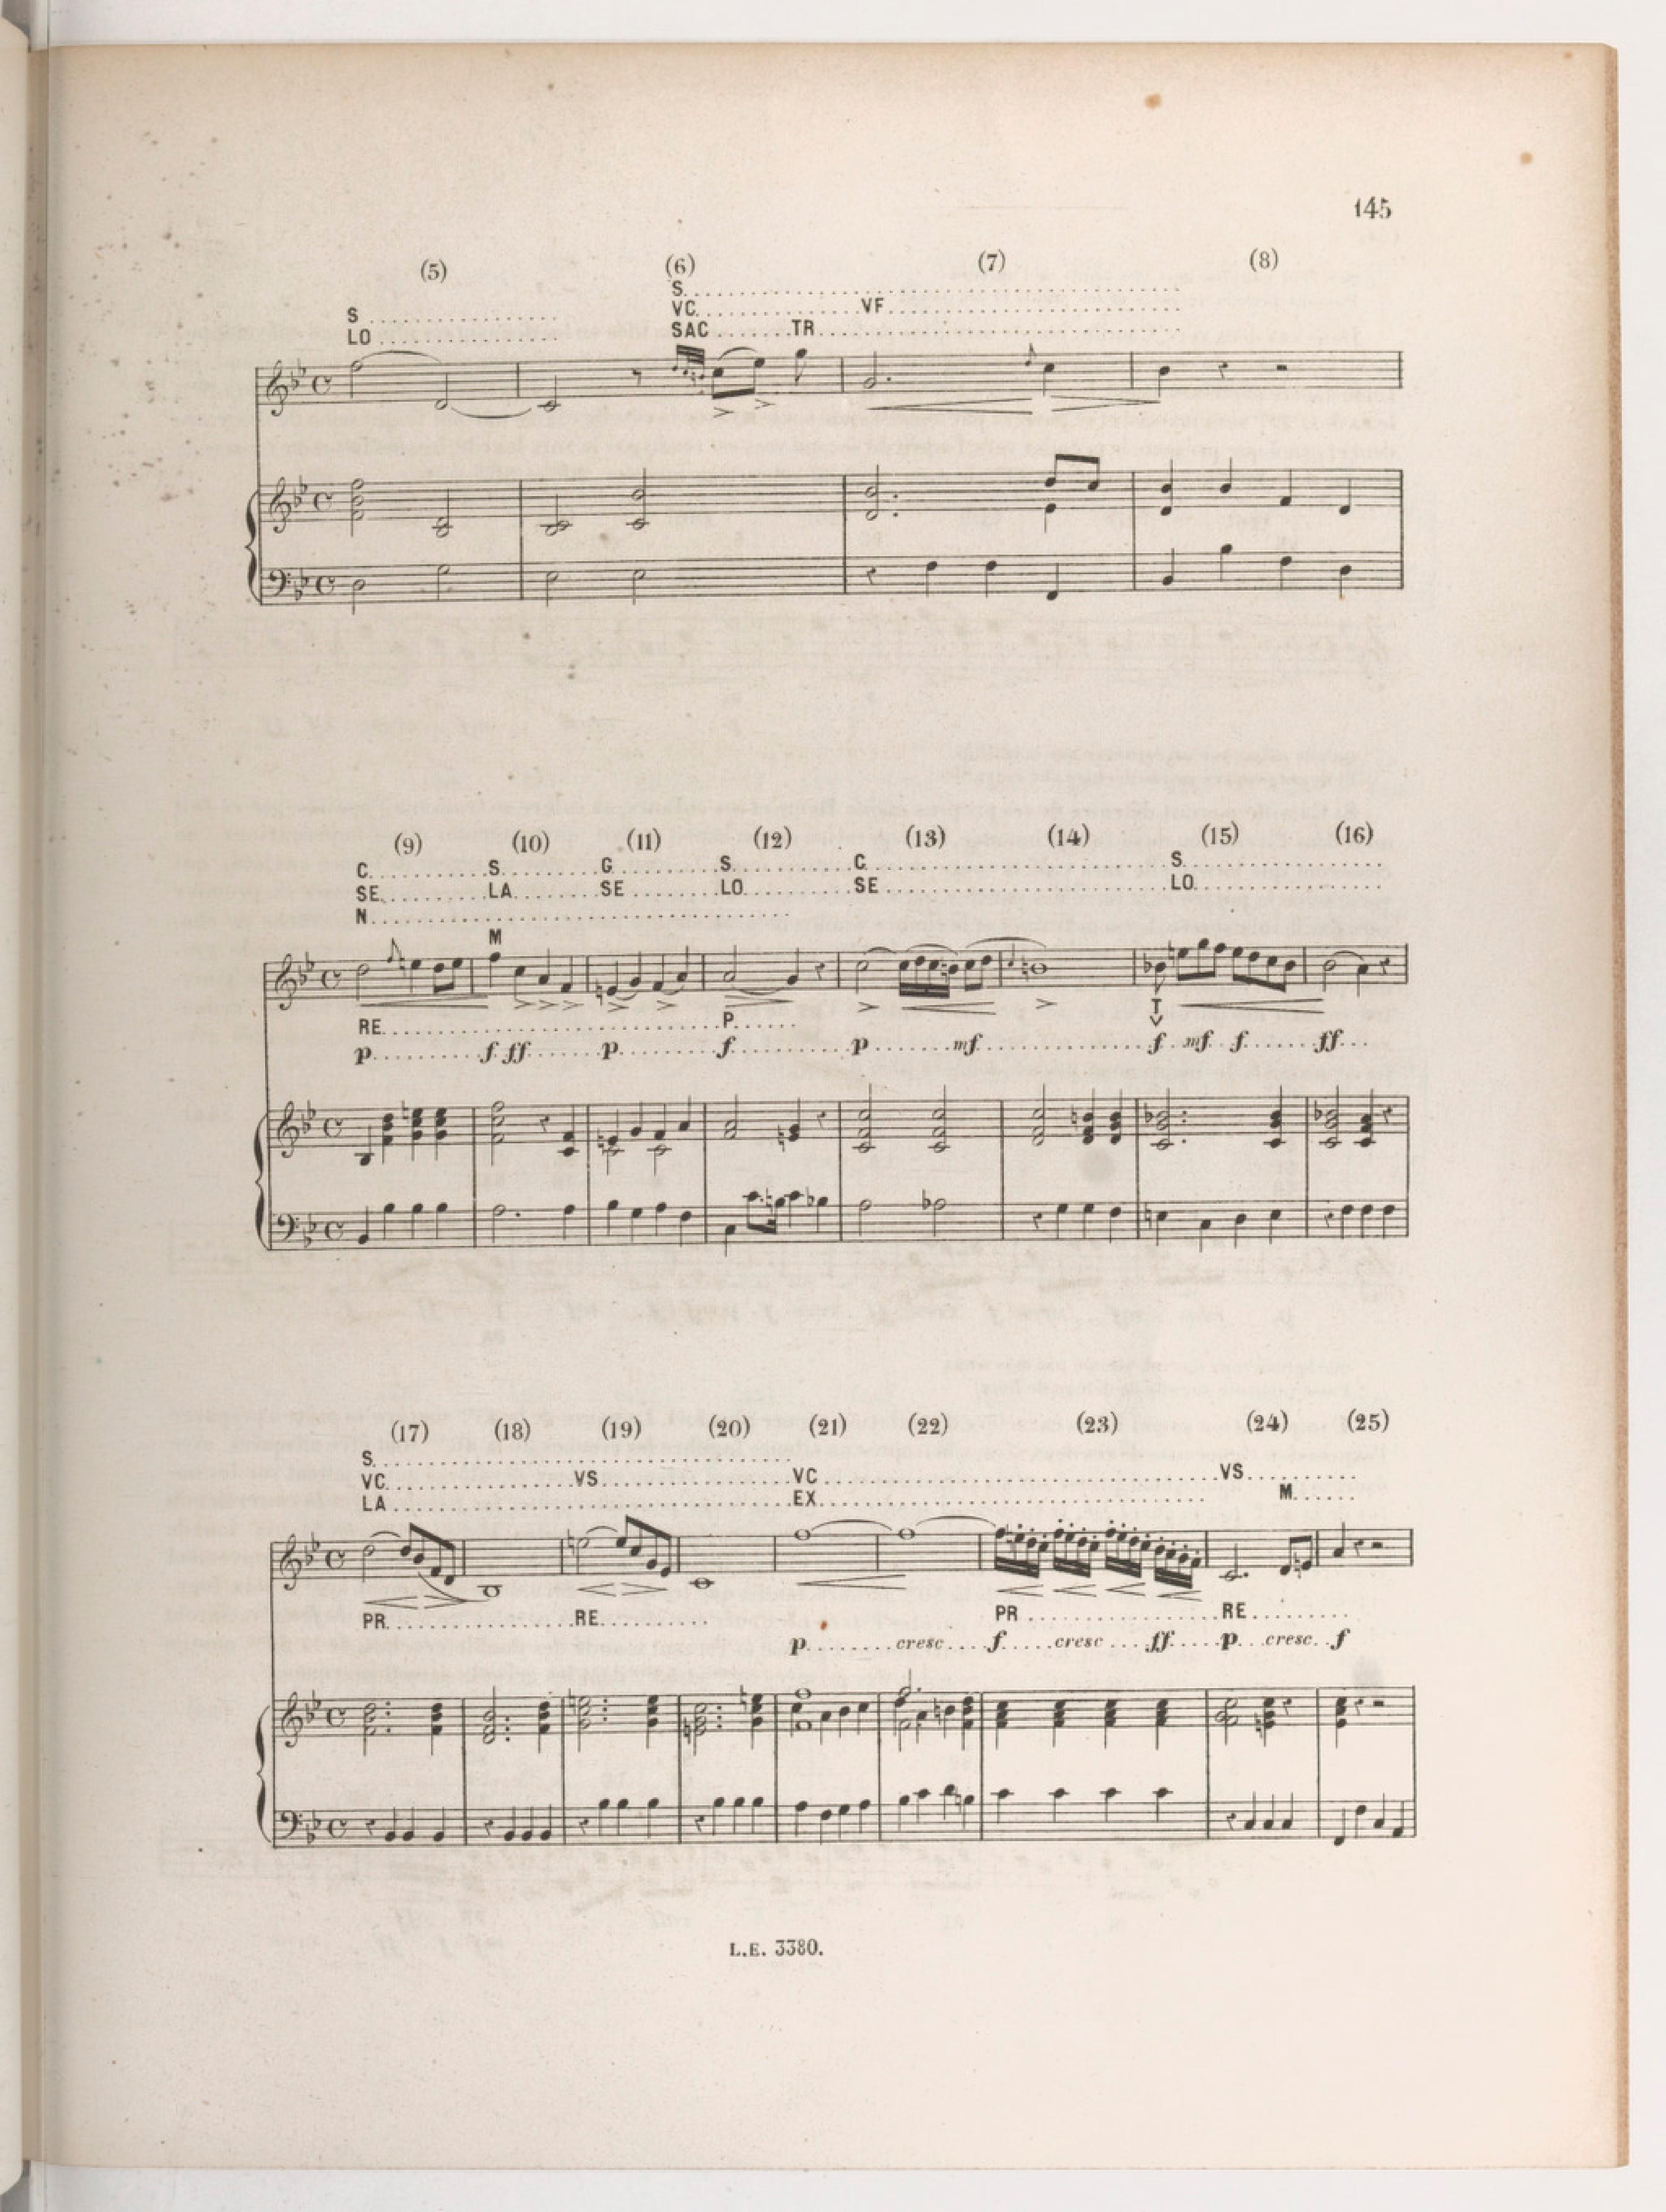 145
(5) (6) (7) (8)
S.............................. S..............................
VC..............................VF..............................
LO.............................. SAC.......TR..............................
(9) (10) (11) (12) (13) (14) (15) (16)
C............S..........G............S............C..............................S....................
SE...........LA.........SE...........LO...........SE..............................LO...................
N..............................
M
T
RE..............................P.......
p............f.ff.......p............f............p........mf................f..mf..f.......ff...
(17) (18) (19) (20) (21) (22) (23) (24) (25)
S..............................
VC....................VS....................VC..............................VS...........
LA..............................EX.............................. M......
PR....................RE........... PR....................RE..........
p........cresc....f.....cresc....ff.....p...cresc..f
L.E. 3380.